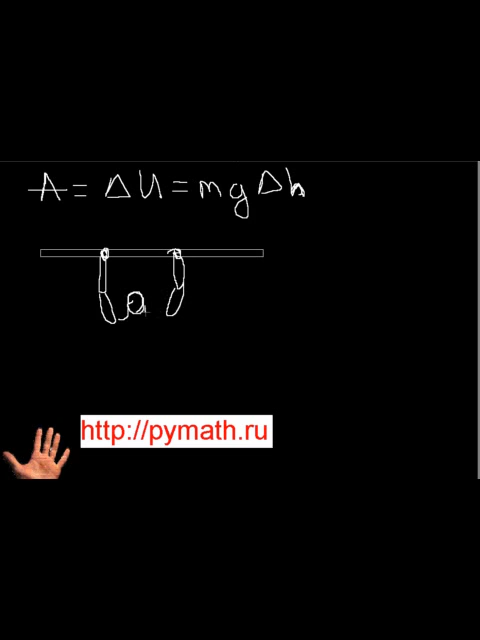 A = ΔU = mgΔh
http://pymath.ru